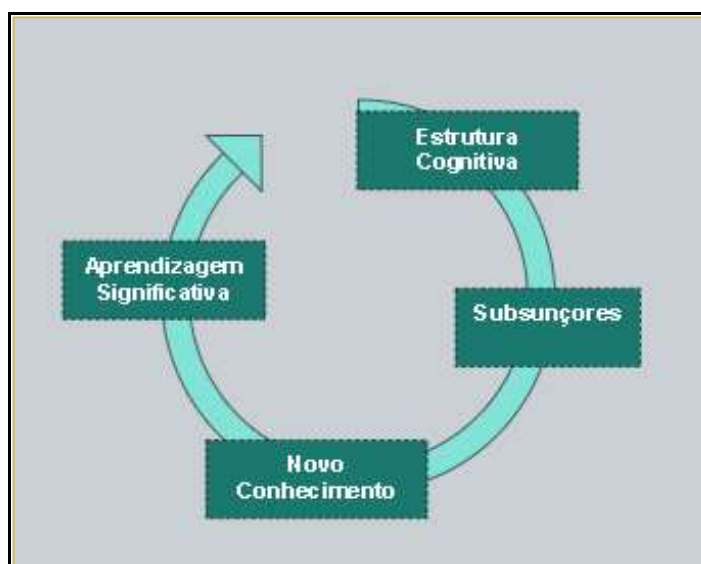 Estrutura
Cognitiva
Subsunçores
Novo
Conhecimento
Aprendizagem
Significativa